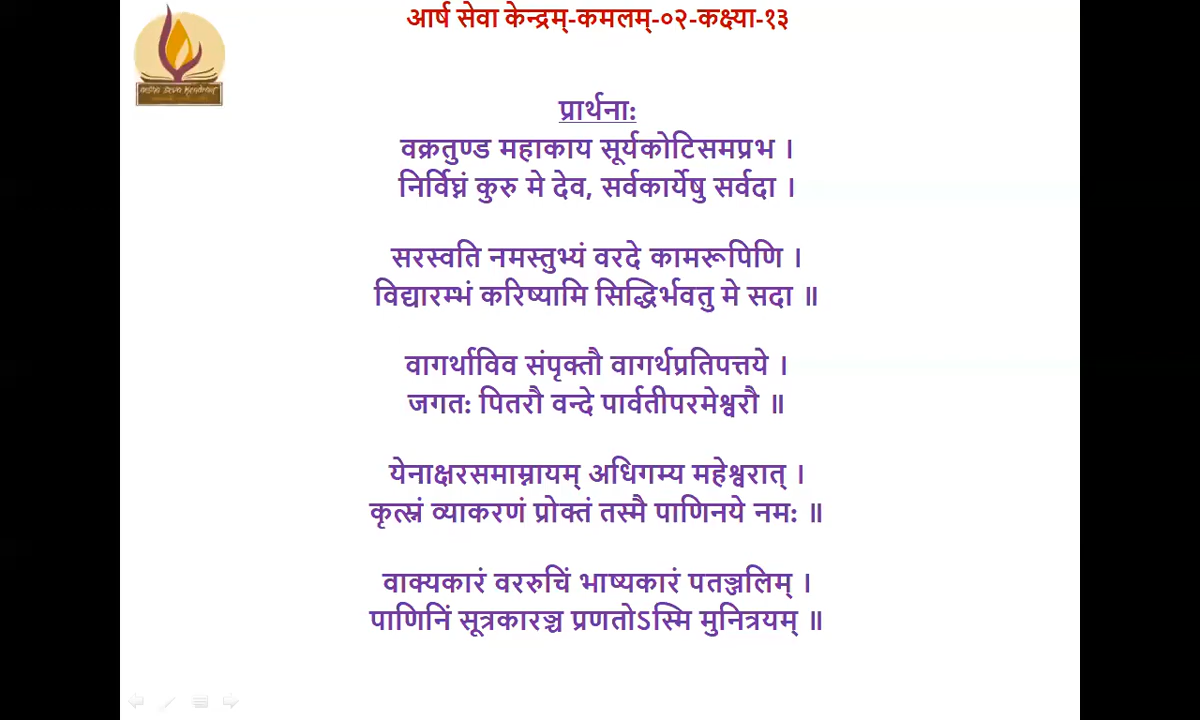 आर्ष सेवा केन्द्रम्-कमलम्-०२-कक्ष्या-१३
arsha seva kendram
प्रार्थना:
वक्रतुण्ड महाकाय सूर्यकोटिसमप्रभ ।
निर्विघ्नं कुरु मे देव, सर्वकार्येषु सर्वदा ।
सरस्वति नमस्तुभ्यं वरदे कामरूपिणि ।
विद्यारम्भं करिष्यामि सिद्धिर्भवतु मे सदा ॥
वागर्थाविव संपृक्तौ वागर्थप्रतिपत्तये ।
जगत: पितरौ वन्दे पार्वतीपरमेश्वरौ ॥
येनाक्षरसमाम्नायम् अधिगम्य महेश्वरात् ।
कृत्स्नं व्याकरणं प्रोक्तं तस्मै पाणिनये नम: ॥
वाक्यकारं वररुचिं भाष्यकारं पतञ्जलिम् ।
पाणिनिं सूत्रकारञ्च प्रणतोऽस्मि मुनित्रयम् ॥